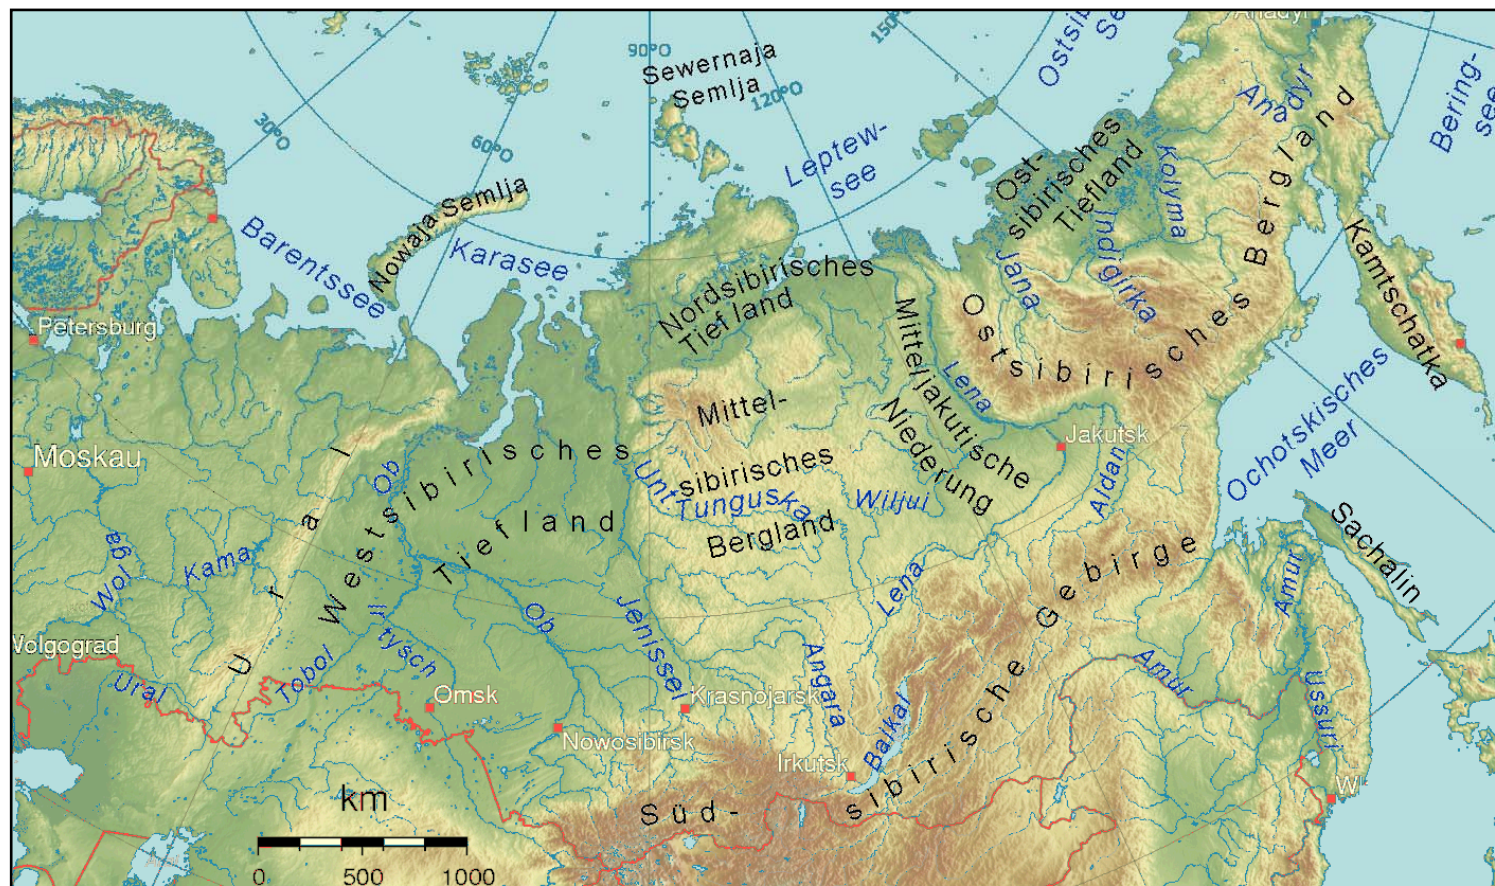 Anadyr
150°O
Ostsib
Se
90°O
Sewernaja
Semlja
120°O
30°O
60°O
Anadyr
Bering-
see
Leptew-
see
Ost-
sibirisches
Tiefland
Kolyma
Indigirka
Jana
Nowaja Semlja
Barentssee
Karasee
Nordsibirisches
Tiefland
Ostsibirisches Bergland
Kamtschatka
Petersburg
Mitteljakutische
Niederung
Lena
Mittel-
sibirisches
Bergland
Jakutsk
Aldan
Ochotskisches
Meer
Moskau
Ural
Ob
Westsibirisches
Tiefland
Unt
Tunguska
Wiljui
Sachalin
Wolga
Kama
Irtysch
Ob
Jenissei
Lena
Amur
Wolgograd
Ural
Tobol
Omsk
Krasnojarsk
Angara
Baikal
Amur
Ussuri
Nowosibirsk
Irkutsk
Süd-
sibirische Gebirge
W
km
0 500 1000